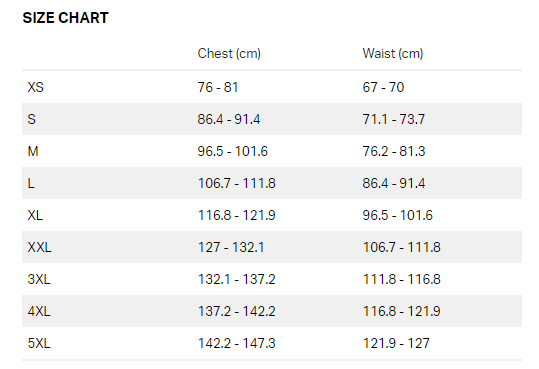 SIZE CHART
Chest (cm) Waist (cm)
XS 76 - 81 67 - 70
S 86.4 - 91.4 71.1 - 73.7
M 96.5 - 101.6 76.2 - 81.3
L 106.7 - 111.8 86.4 - 91.4
XL 116.8 - 121.9 96.5 - 101.6
XXL 127 - 132.1 106.7 - 111.8
3XL 132.1 - 137.2 111.8 - 116.8
4XL 137.2 - 142.2 116.8 - 121.9
5XL 142.2 - 147.3 121.9 - 127